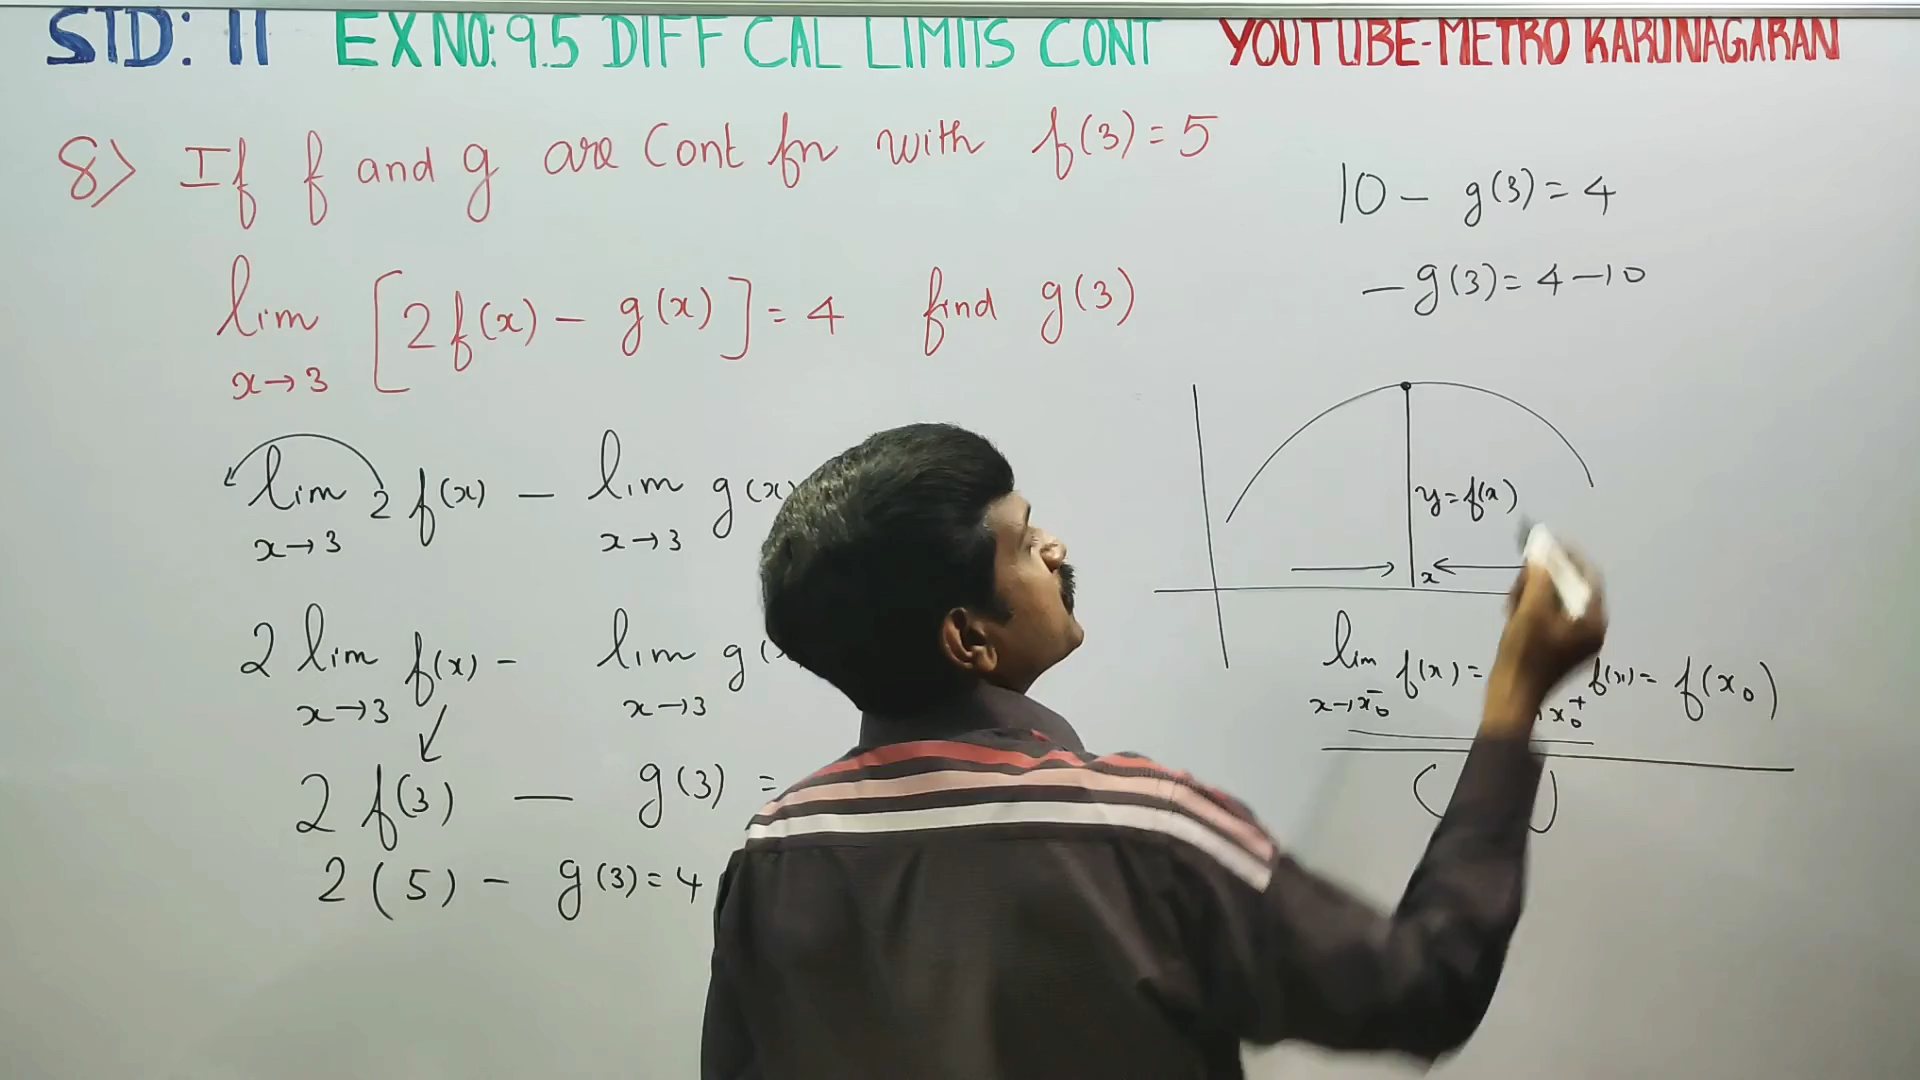 STD: 11 EX NO: 9.5 DIFF CAL LIMITS CONT YOUTUBE-METRO KARUNAGARAN
8) If f and g are Cont fn with f(3) = 5
lim [2f(x) - g(x)] = 4 find g(3)
x→3
lim 2 f(x) - lim g(x)
x→3 x→3
2 lim f(x) - lim g(
x→3 x→3
2 f(3) - g(3) =
2(5) - g(3) = 4
10 - g(3) = 4
- g(3) = 4 - 10
y = f(x)
x
lim f(x) = f(x) = f(x₀)
x→x₀⁻ x₀⁺